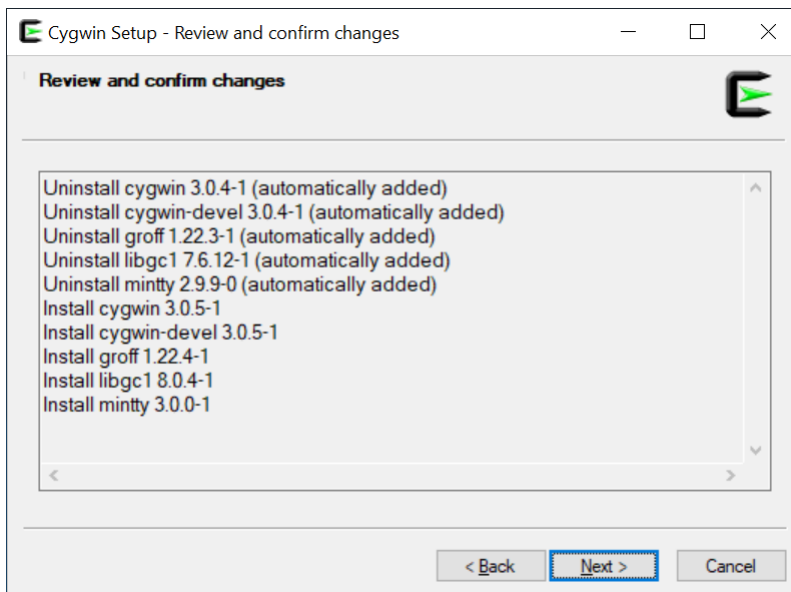 Cygwin Setup - Review and confirm changes
Review and confirm changes
Uninstall cygwin 3.0.4-1 (automatically added)
Uninstall cygwin-devel 3.0.4-1 (automatically added)
Uninstall groff 1.22.3-1 (automatically added)
Uninstall libgc1 7.6.12-1 (automatically added)
Uninstall mintty 2.9.9-0 (automatically added)
Install cygwin 3.0.5-1
Install cygwin-devel 3.0.5-1
Install groff 1.22.4-1
Install libgc1 8.0.4-1
Install mintty 3.0.0-1
< Back Next > Cancel